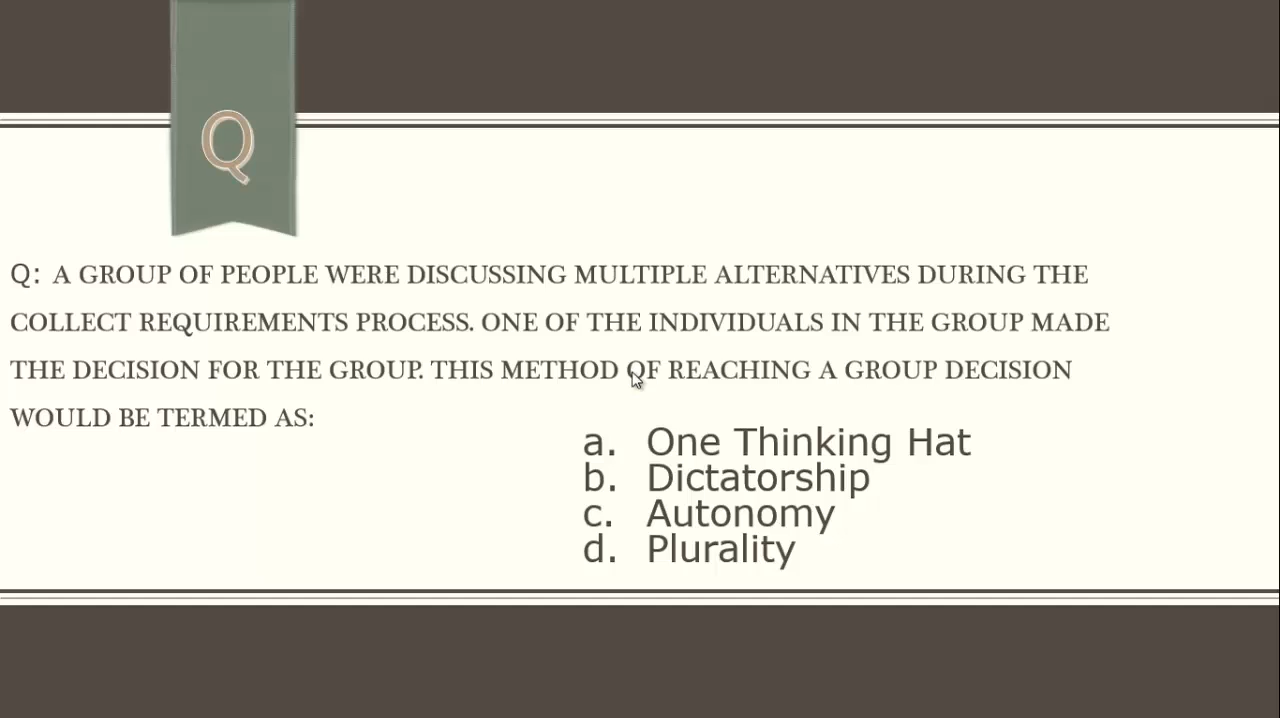 Q
Q: A GROUP OF PEOPLE WERE DISCUSSING MULTIPLE ALTERNATIVES DURING THE
COLLECT REQUIREMENTS PROCESS. ONE OF THE INDIVIDUALS IN THE GROUP MADE
THE DECISION FOR THE GROUP. THIS METHOD OF REACHING A GROUP DECISION
WOULD BE TERMED AS:
a. One Thinking Hat
b. Dictatorship
c. Autonomy
d. Plurality